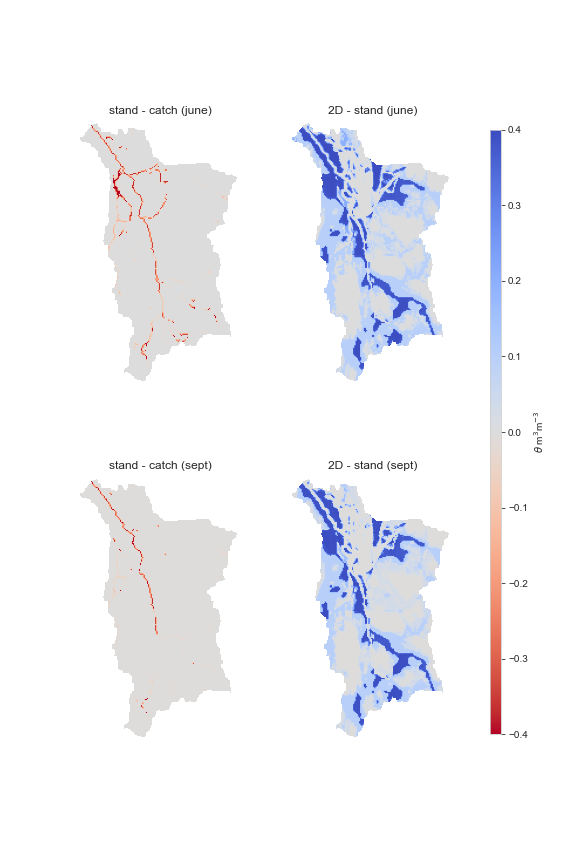 stand - catch (june)
2D - stand (june)
0.4
0.3
0.2
0.1
0.0
−0.1
−0.2
−0.3
−0.4
θ m³m⁻³
stand - catch (sept)
2D - stand (sept)